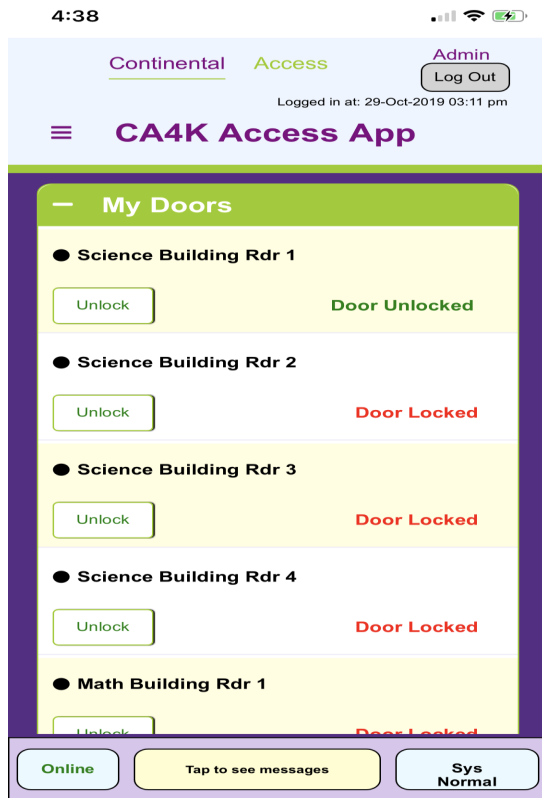 4:38
Continental Access
Admin
Log Out
Logged in at: 29-Oct-2019 03:11 pm
CA4K Access App
My Doors
Science Building Rdr 1
Unlock
Door Unlocked
Science Building Rdr 2
Unlock
Door Locked
Science Building Rdr 3
Unlock
Door Locked
Science Building Rdr 4
Unlock
Door Locked
Math Building Rdr 1
Unlock
Door Locked
Online
Tap to see messages
Sys
Normal